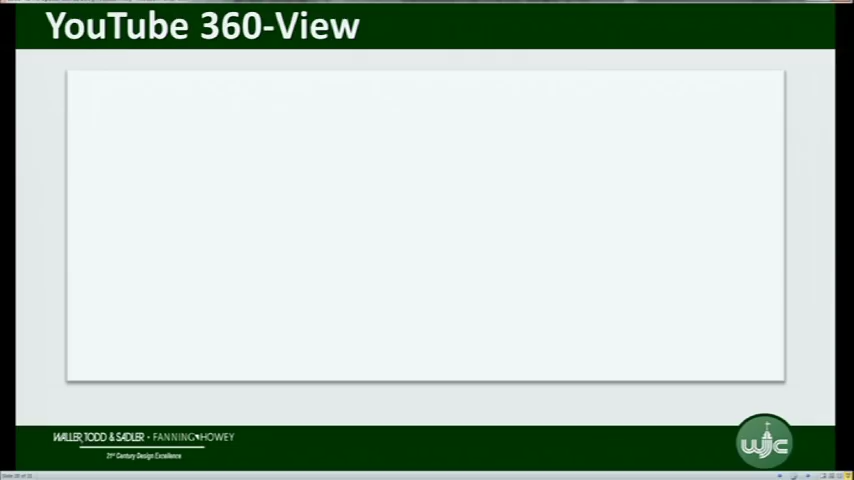 YouTube 360-View
WALLER, TODD & SADLER • FANNING HOWEY
21st Century Design Excellence
WJC